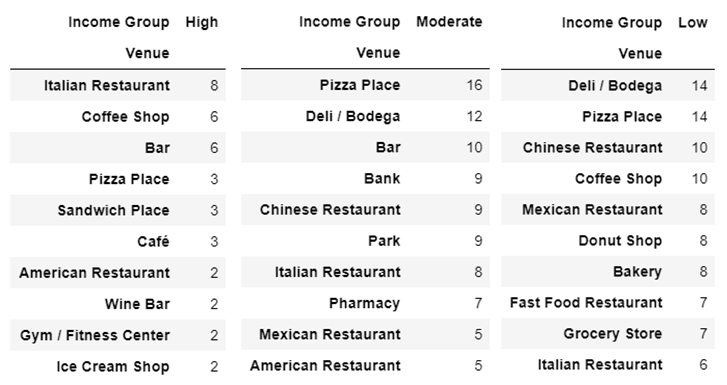 Income Group High
Venue
Italian Restaurant 8
Coffee Shop 6
Bar 6
Pizza Place 3
Sandwich Place 3
Café 3
American Restaurant 2
Wine Bar 2
Gym / Fitness Center 2
Ice Cream Shop 2
Income Group Moderate
Venue
Pizza Place 16
Deli / Bodega 12
Bar 10
Bank 9
Chinese Restaurant 9
Park 9
Italian Restaurant 8
Pharmacy 7
Mexican Restaurant 5
American Restaurant 5
Income Group Low
Venue
Deli / Bodega 14
Pizza Place 14
Chinese Restaurant 10
Coffee Shop 10
Mexican Restaurant 8
Donut Shop 8
Bakery 8
Fast Food Restaurant 7
Grocery Store 7
Italian Restaurant 6